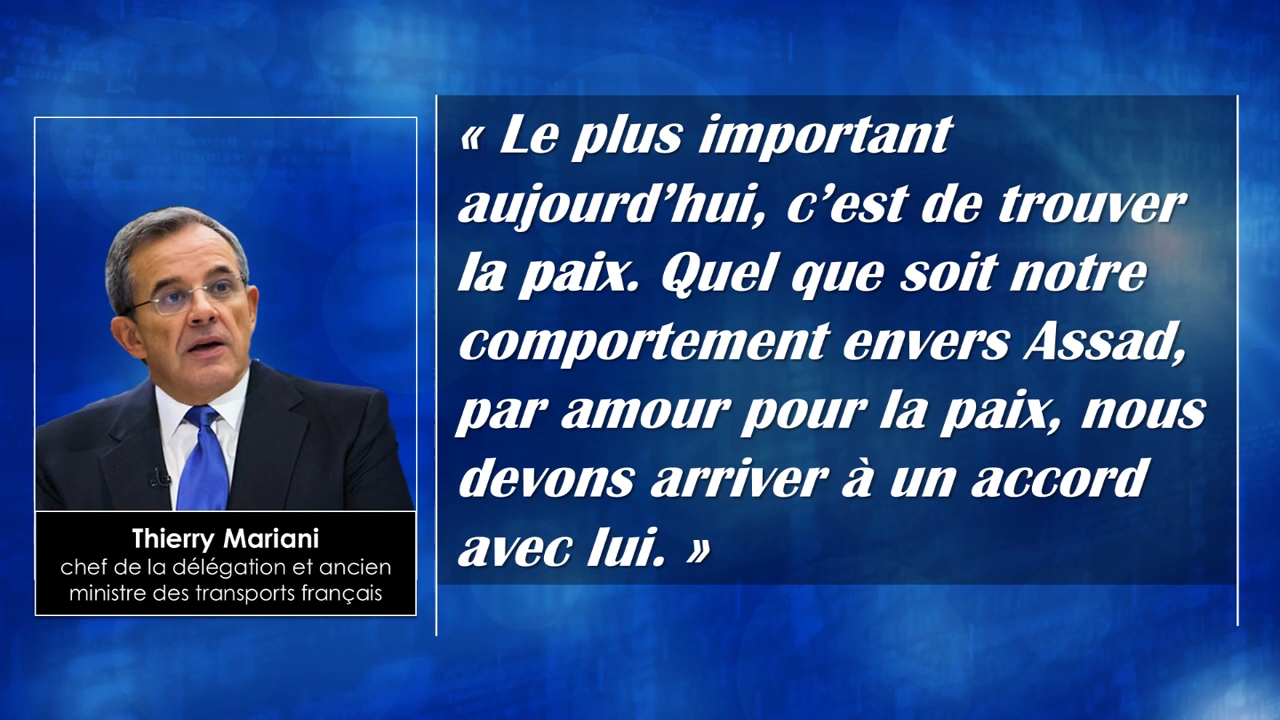 « Le plus important
aujourd’hui, c’est de trouver
la paix. Quel que soit notre
comportement envers Assad,
par amour pour la paix, nous
devons arriver à un accord
avec lui. »
Thierry Mariani
chef de la délégation et ancien
ministre des transports français